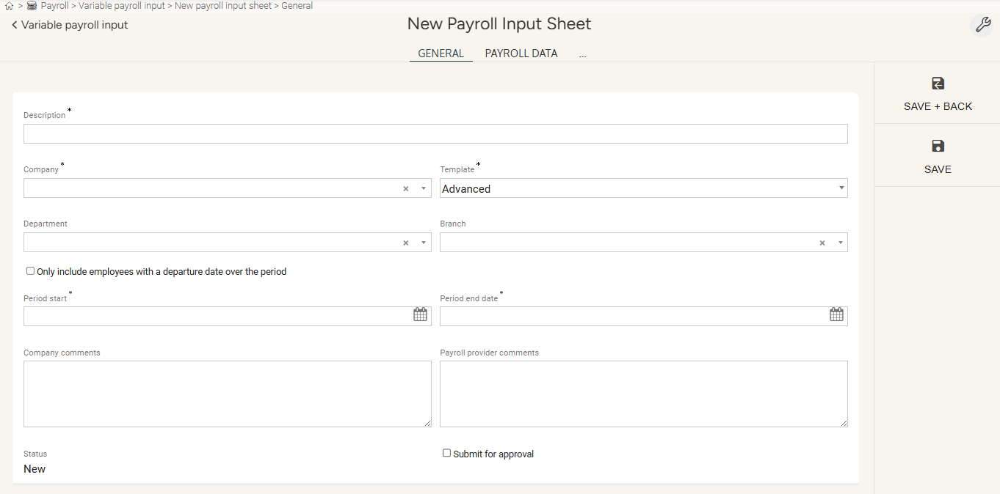 > Payroll > Variable payroll input > New payroll input sheet > General
< Variable payroll input
New Payroll Input Sheet
GENERAL PAYROLL DATA ...
SAVE + BACK
SAVE
Description *
Company * Template *
Advanced
Department Branch
Only include employees with a departure date over the period
Period start * Period end date *
Company comments Payroll provider comments
Status Submit for approval
New